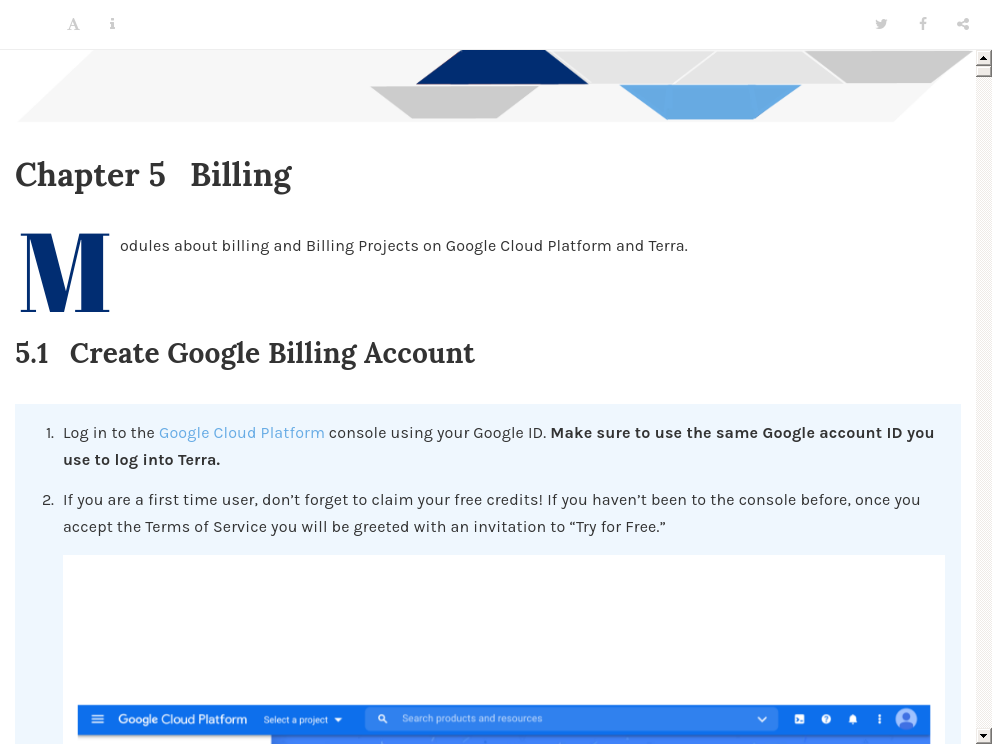 Chapter 5 Billing
Modules about billing and Billing Projects on Google Cloud Platform and Terra.
5.1 Create Google Billing Account
1. Log in to the Google Cloud Platform console using your Google ID. Make sure to use the same Google account ID you
use to log into Terra.
2. If you are a first time user, don’t forget to claim your free credits! If you haven’t been to the console before, once you
accept the Terms of Service you will be greeted with an invitation to “Try for Free.”
Google Cloud Platform Select a project Search products and resources